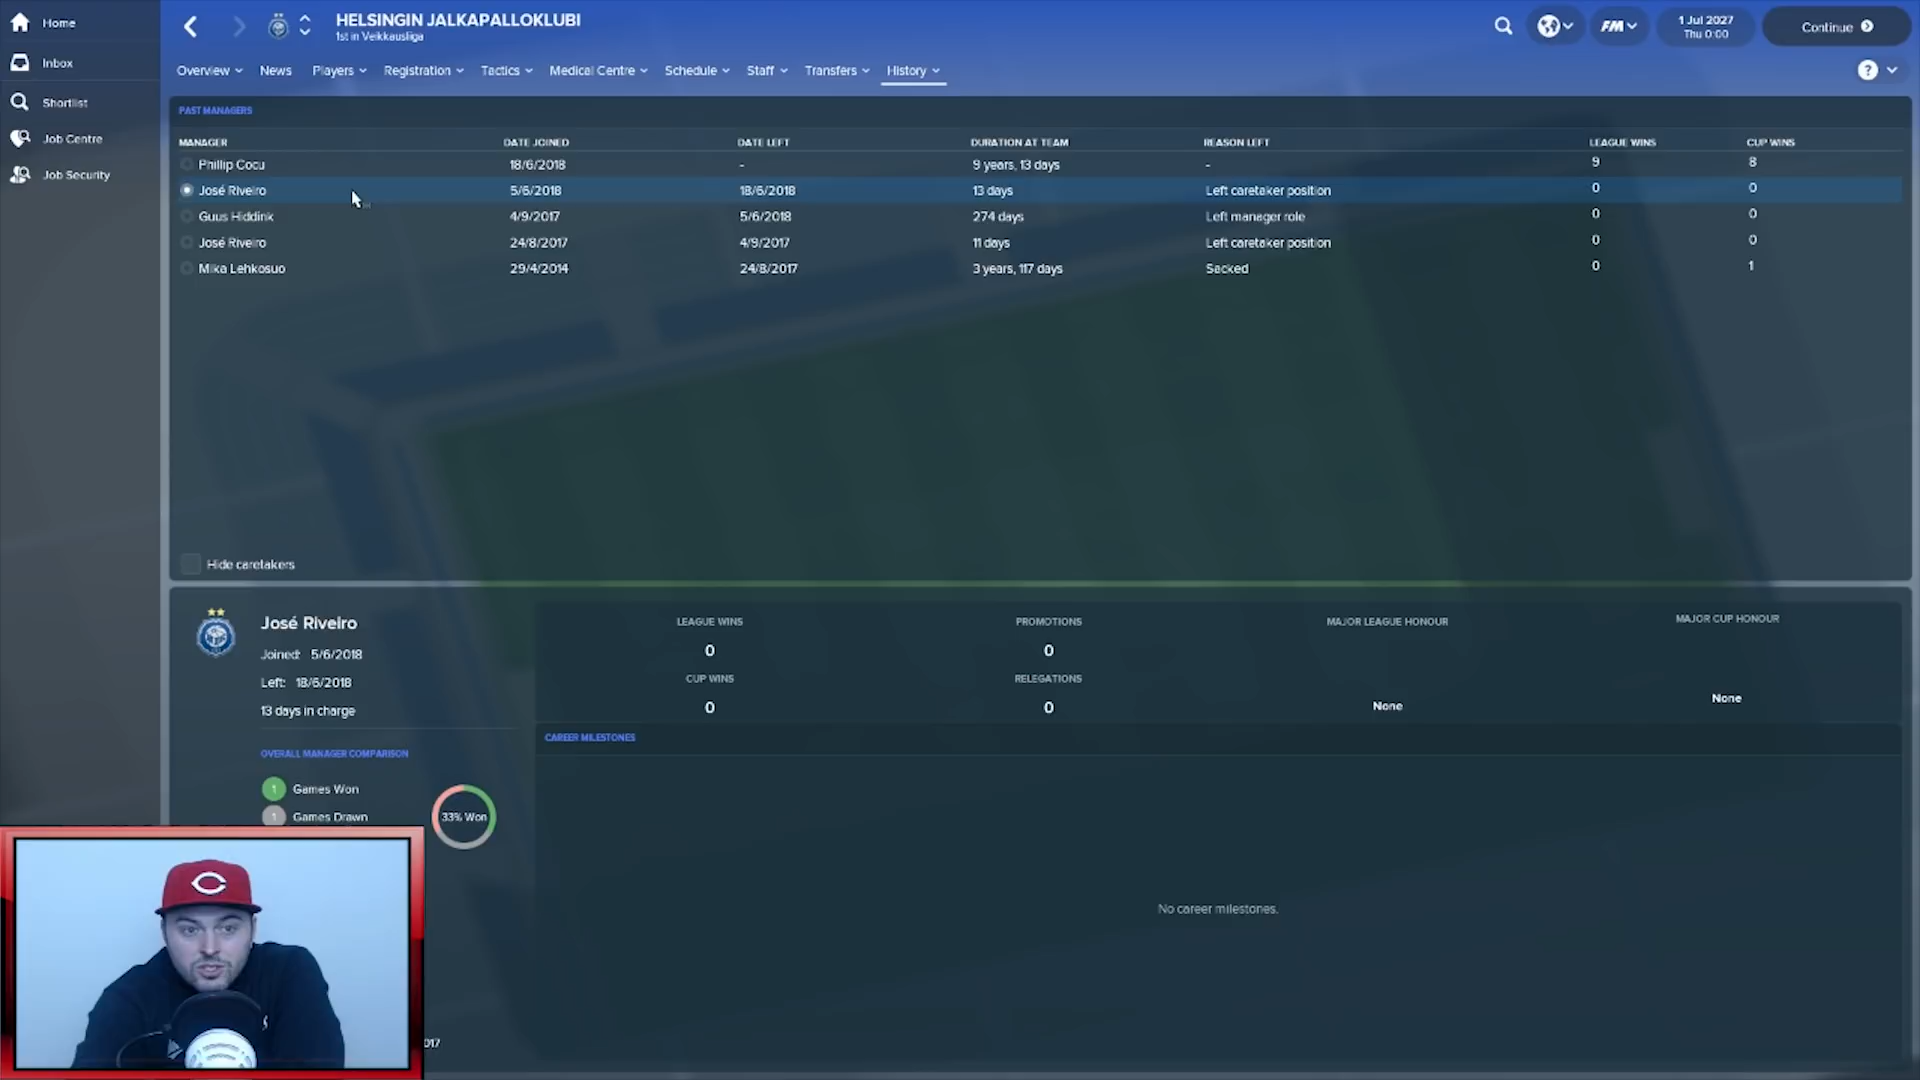 Home
Inbox
Shortlist
Job Centre
Job Security
HELSINGIN JALKAPALLOKLUBI
1st in Veikkausliiga
FM
1 Jul 2027
Thu 0:00
Continue
Overview
News
Players
Registration
Tactics
Medical Centre
Schedule
Staff
Transfers
History
?
PAST MANAGERS
MANAGER DATE JOINED DATE LEFT DURATION AT TEAM REASON LEFT LEAGUE WINS CUP WINS
Phillip Cocu 18/6/2018 - 9 years, 13 days - 9 8
José Riveiro 5/6/2018 18/6/2018 13 days Left caretaker position 0 0
Guus Hiddink 4/9/2017 5/6/2018 274 days Left manager role 0 0
José Riveiro 24/8/2017 4/9/2017 11 days Left caretaker position 0 0
Mika Lehkosuo 29/4/2014 24/8/2017 3 years, 117 days Sacked 0 1
Hide caretakers
José Riveiro
Joined: 5/6/2018
Left: 18/6/2018
13 days in charge
OVERALL MANAGER COMPARISON
1 Games Won
1 Games Drawn
33% Won
LEAGUE WINS
0
PROMOTIONS
0
MAJOR LEAGUE HONOUR
None
MAJOR CUP HONOUR
None
CUP WINS
0
RELEGATIONS
0
CAREER MILESTONES
No career milestones.
C
017